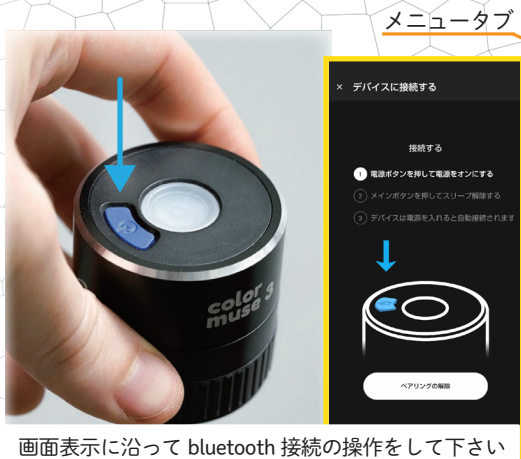 メニュータブ
× デバイスに接続する
接続する
1 電源ボタンを押して電源をオンにする
2 メインボタンを押してスリープ解除する
3 デバイスは電源を入れると自動接続されます
ペアリングの解除
color
muse 3
画面表示に沿って bluetooth 接続の操作をして下さい